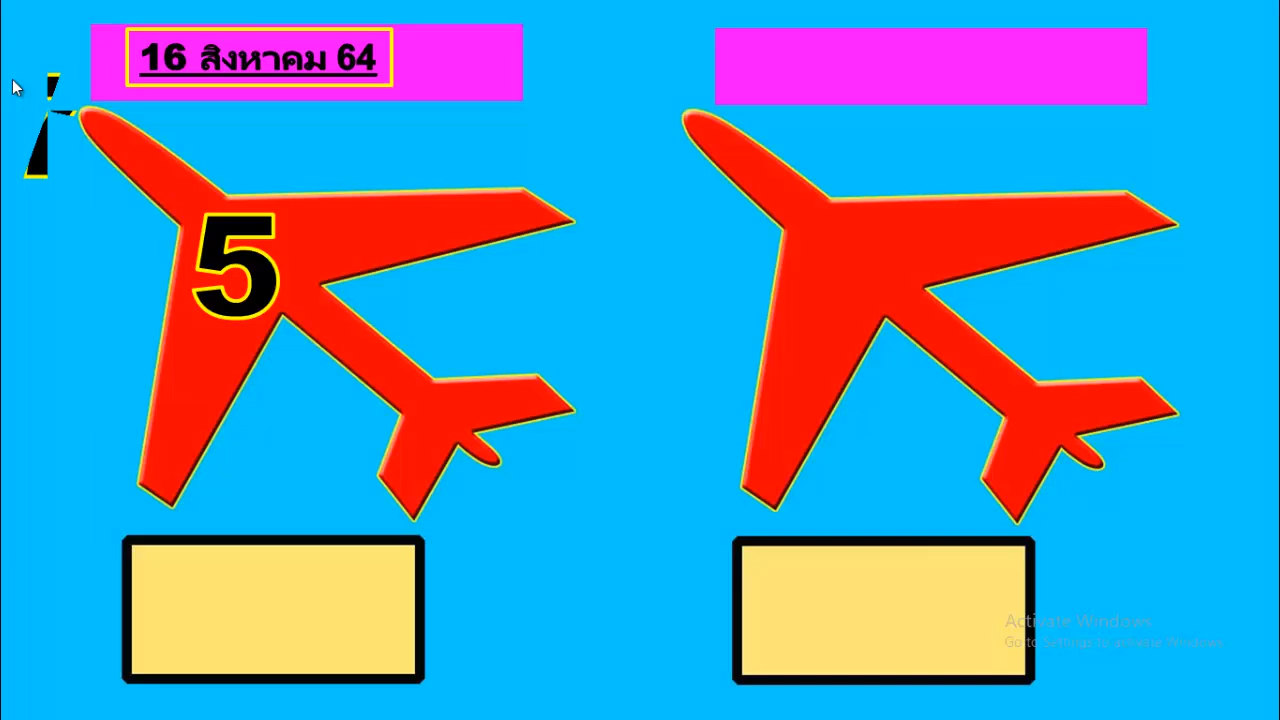 16 สิงหาคม 64
5
Activate Windows
Go to Settings to activate Windows.